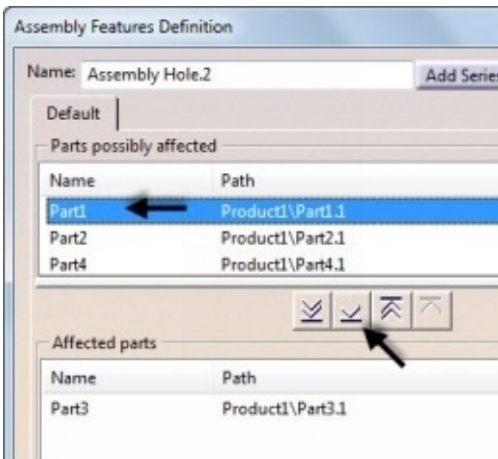 Assembly Features Definition
Name: Assembly Hole.2 Add Series
Default
Parts possibly affected
Name Path
Part1 Product1\Part1.1
Part2 Product1\Part2.1
Part4 Product1\Part4.1
Affected parts
Name Path
Part3 Product1\Part3.1